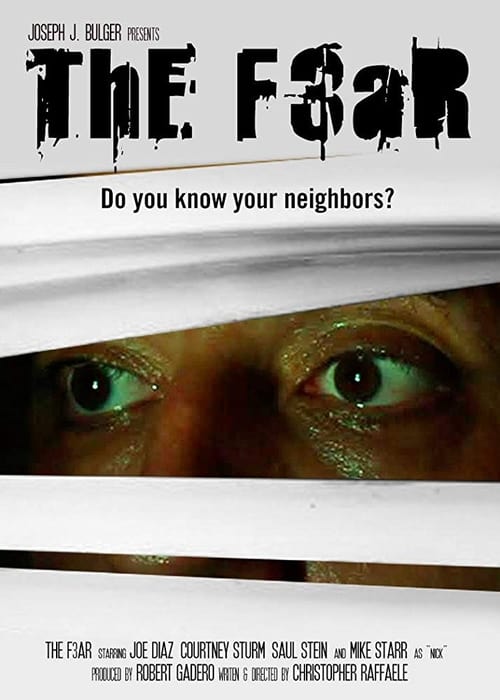 JOSEPH J. BULGER PRESENTS
ThE F3aR
Do you know your neighbors?
THE F3AR STARRING JOE DIAZ COURTNEY STURM SAUL STEIN AND MIKE STARR AS "NICK"
PRODUCED BY ROBERT GADERO WRITEN & DIRECTED BY CHRISTOPHER RAFFAELE